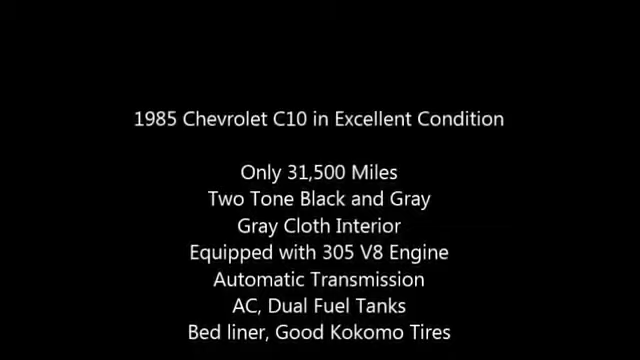 1985 Chevrolet C10 in Excellent Condition
Only 31,500 Miles
Two Tone Black and Gray
Gray Cloth Interior
Equipped with 305 V8 Engine
Automatic Transmission
AC, Dual Fuel Tanks
Bed liner, Good Kokomo Tires